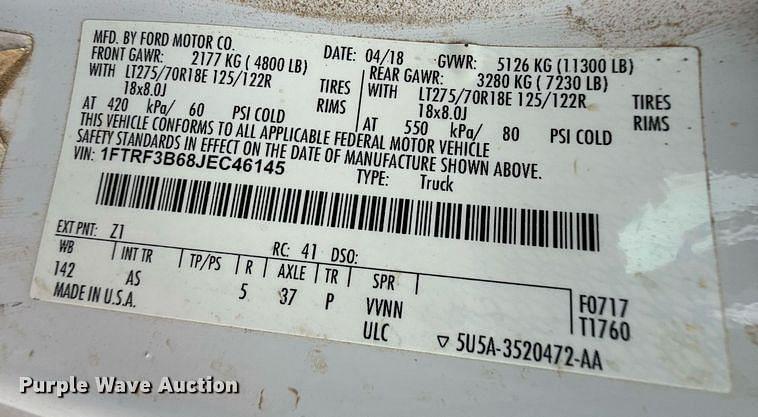 MFD. BY FORD MOTOR CO.
DATE: 04/18 GVWR: 5126 KG (11300 LB)
FRONT GAWR: 2177 KG ( 4800 LB) REAR GAWR: 3280 KG ( 7230 LB)
WITH LT275/70R18E 125/122R TIRES WITH LT275/70R18E 125/122R TIRES
18x8.0J RIMS 18x8.0J RIMS
AT 420 kPa/ 60 PSI COLD AT 550 kPa/ 80 PSI COLD
THIS VEHICLE CONFORMS TO ALL APPLICABLE FEDERAL MOTOR VEHICLE
SAFETY STANDARDS IN EFFECT ON THE DATE OF MANUFACTURE SHOWN ABOVE.
VIN: 1FTRF3B68JEC46145 TYPE: Truck
EXT PNT: Z1 RC: 41 DSO:
WB INT TR TP/PS R AXLE TR SPR
142 AS 5 37 P VVNN F0717
MADE IN U.S.A. ULC T1760
5U5A-3520472-AA
Purple Wave Auction